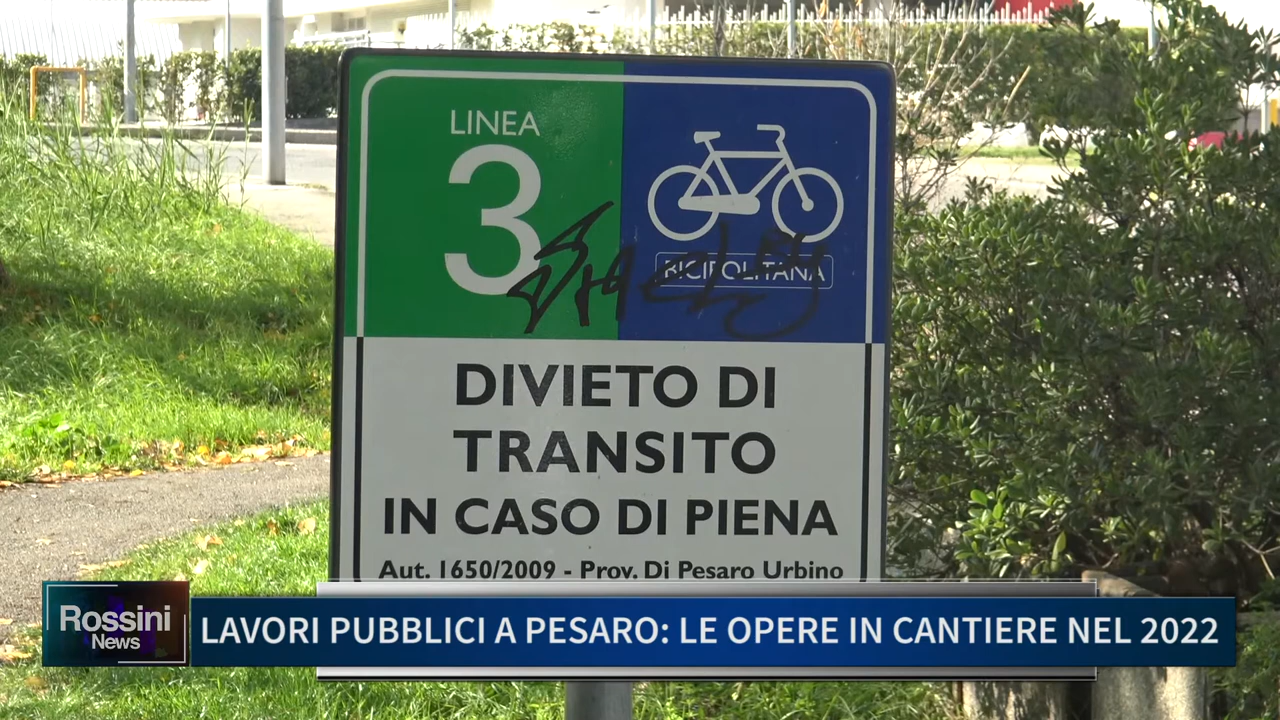 LINEA
3
BICIPOLITANA
DIVIETO DI
TRANSITO
IN CASO DI PIENA
Aut. 1650/2009 - Prov. Di Pesaro Urbino
Rossini
News
LAVORI PUBBLICI A PESARO: LE OPERE IN CANTIERE NEL 2022